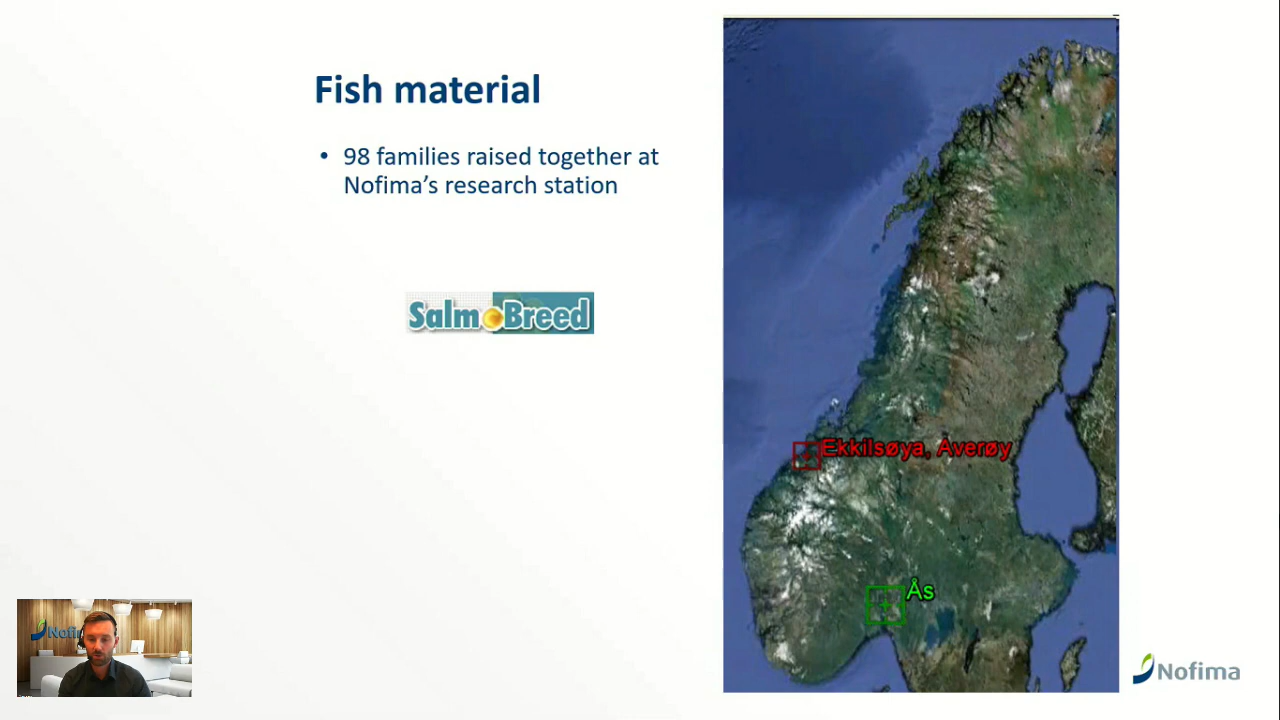 Fish material
• 98 families raised together at
Nofima’s research station
SalmoBreed
Ekkilsøya, Averøy
Ås
Nofima